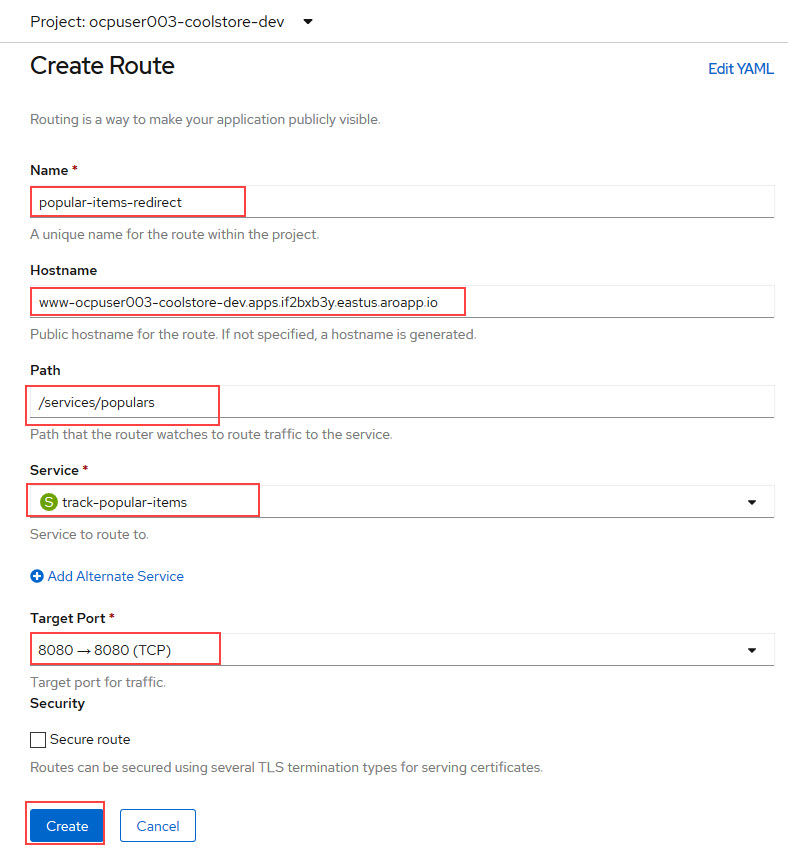 Project: ocpuser003-coolstore-dev
Create Route
Edit YAML
Routing is a way to make your application publicly visible.
Name *
popular-items-redirect
A unique name for the route within the project.
Hostname
www-ocpuser003-coolstore-dev.apps.if2bxb3y.eastus.aroapp.io
Public hostname for the route. If not specified, a hostname is generated.
Path
/services/populars
Path that the router watches to route traffic to the service.
Service *
S track-popular-items
Service to route to.
Add Alternate Service
Target Port *
8080 → 8080 (TCP)
Target port for traffic.
Security
Secure route
Routes can be secured using several TLS termination types for serving certificates.
Create Cancel